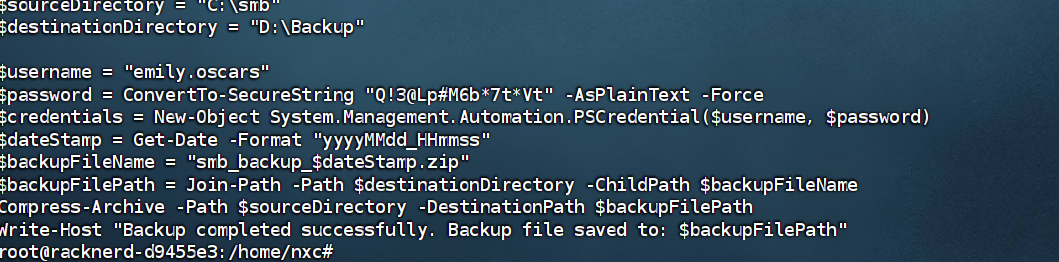 $sourceDirectory = "C:\smb"
$destinationDirectory = "D:\Backup"
$username = "emily.oscars"
$password = ConvertTo-SecureString "Q!3@Lp#M6b*7t*Vt" -AsPlainText -Force
$credentials = New-Object System.Management.Automation.PSCredential($username, $password)
$dateStamp = Get-Date -Format "yyyyMMdd_HHmmss"
$backupFileName = "smb_backup_$dateStamp.zip"
$backupFilePath = Join-Path -Path $destinationDirectory -ChildPath $backupFileName
Compress-Archive -Path $sourceDirectory -DestinationPath $backupFilePath
Write-Host "Backup completed successfully. Backup file saved to: $backupFilePath"
root@racknerd-d9455e3:/home/nxc#